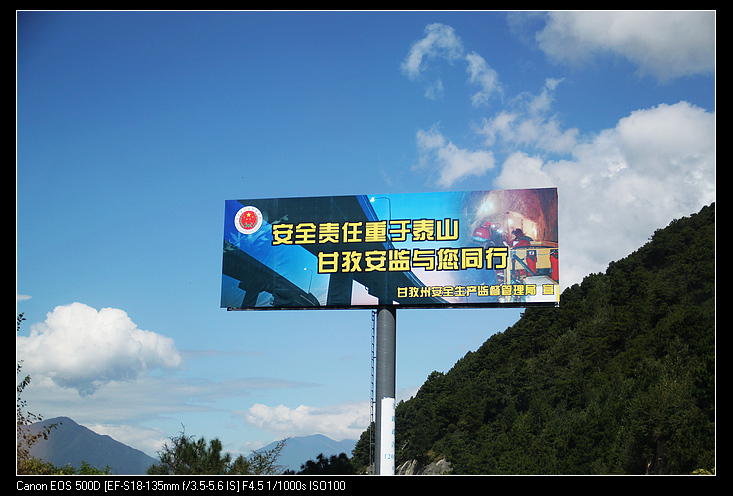 安全责任重于泰山
甘孜安监与您同行
甘孜州安全生产监督管理局 宣
Canon EOS 500D [EF-S18-135mm f/3.5-5.6 IS] F4.5 1/1000s ISO100